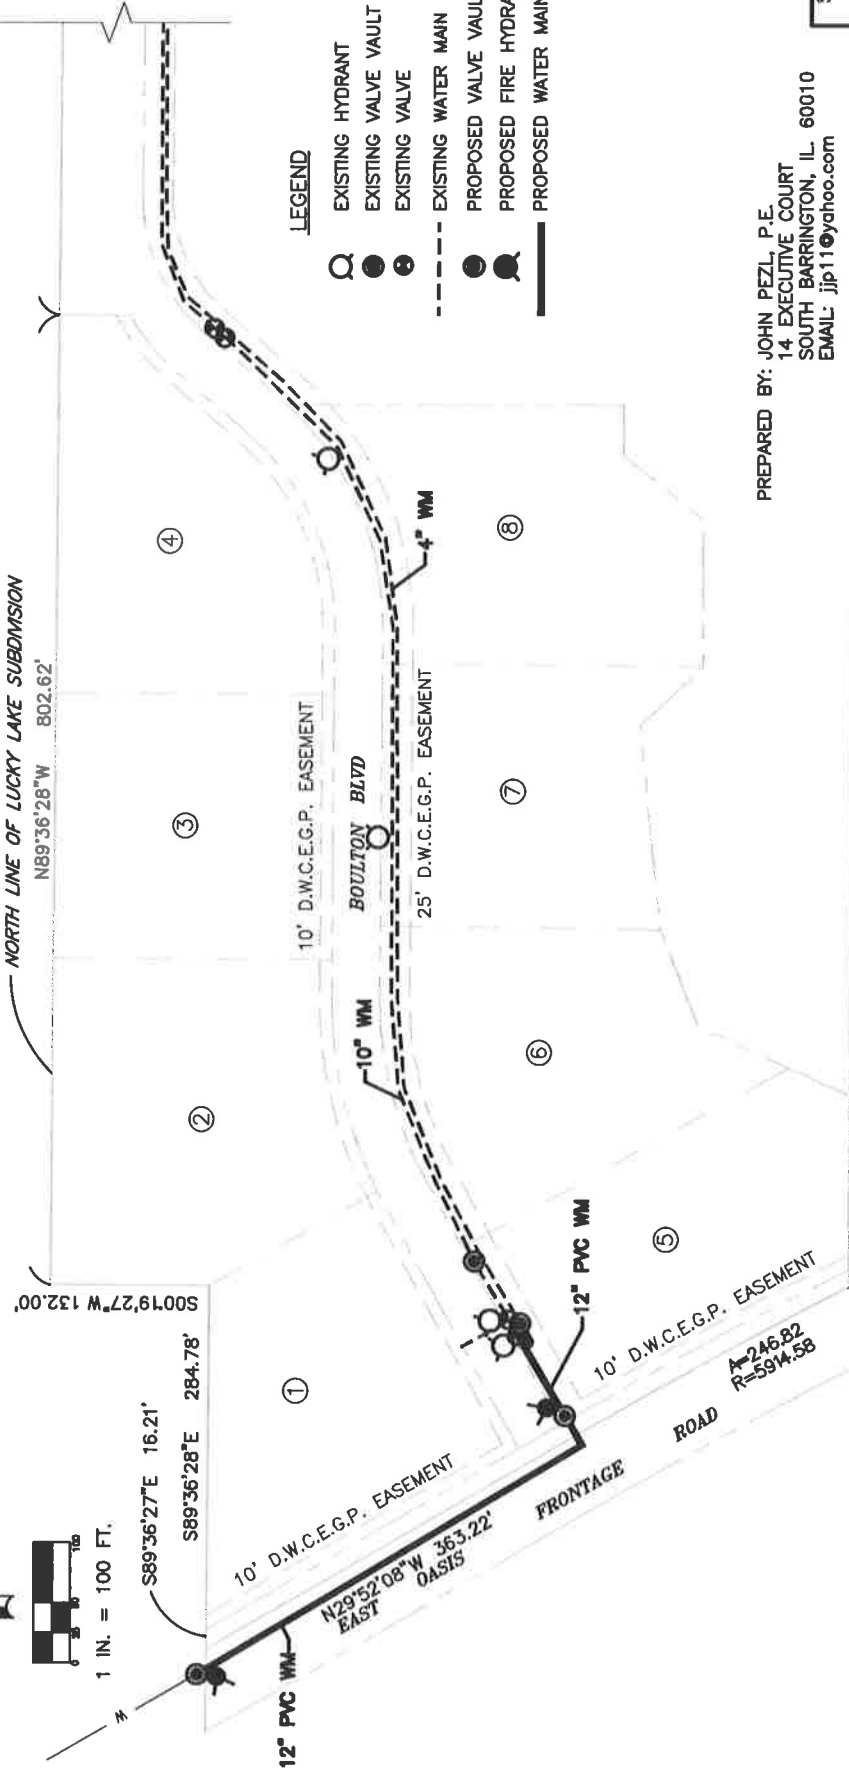 NORTH LINE OF LUCKY LAKE SUBDIVISION
N89°36'28"W 802.62'
1 IN. = 100 FT.
0 25 50 100
S89°36'27"E 16.21'
S89°36'28"E 284.78'
S00°19'27"W 132.00'
1
2
3
4
10' D.W.C.E.G.P. EASEMENT
BOULTON BLVD
25' D.W.C.E.G.P. EASEMENT
10" WM
4" WM
5
6
7
8
W
12" PVC WM
10' D.W.C.E.G.P. EASEMENT
N29°52'08"W 363.22'
EAST OASIS FRONTAGE ROAD
12" PVC WM
10' D.W.C.E.G.P. EASEMENT
A=246.82
R=5914.58
LEGEND
EXISTING HYDRANT
EXISTING VALVE VAULT
EXISTING VALVE
EXISTING WATER MAIN
PROPOSED VALVE VAUL
PROPOSED FIRE HYDRA
PROPOSED WATER MAIN
PREPARED BY: JOHN PEZL, P.E.
14 EXECUTIVE COURT
SOUTH BARRINGTON, IL. 60010
EMAIL: jjp11@yahoo.com